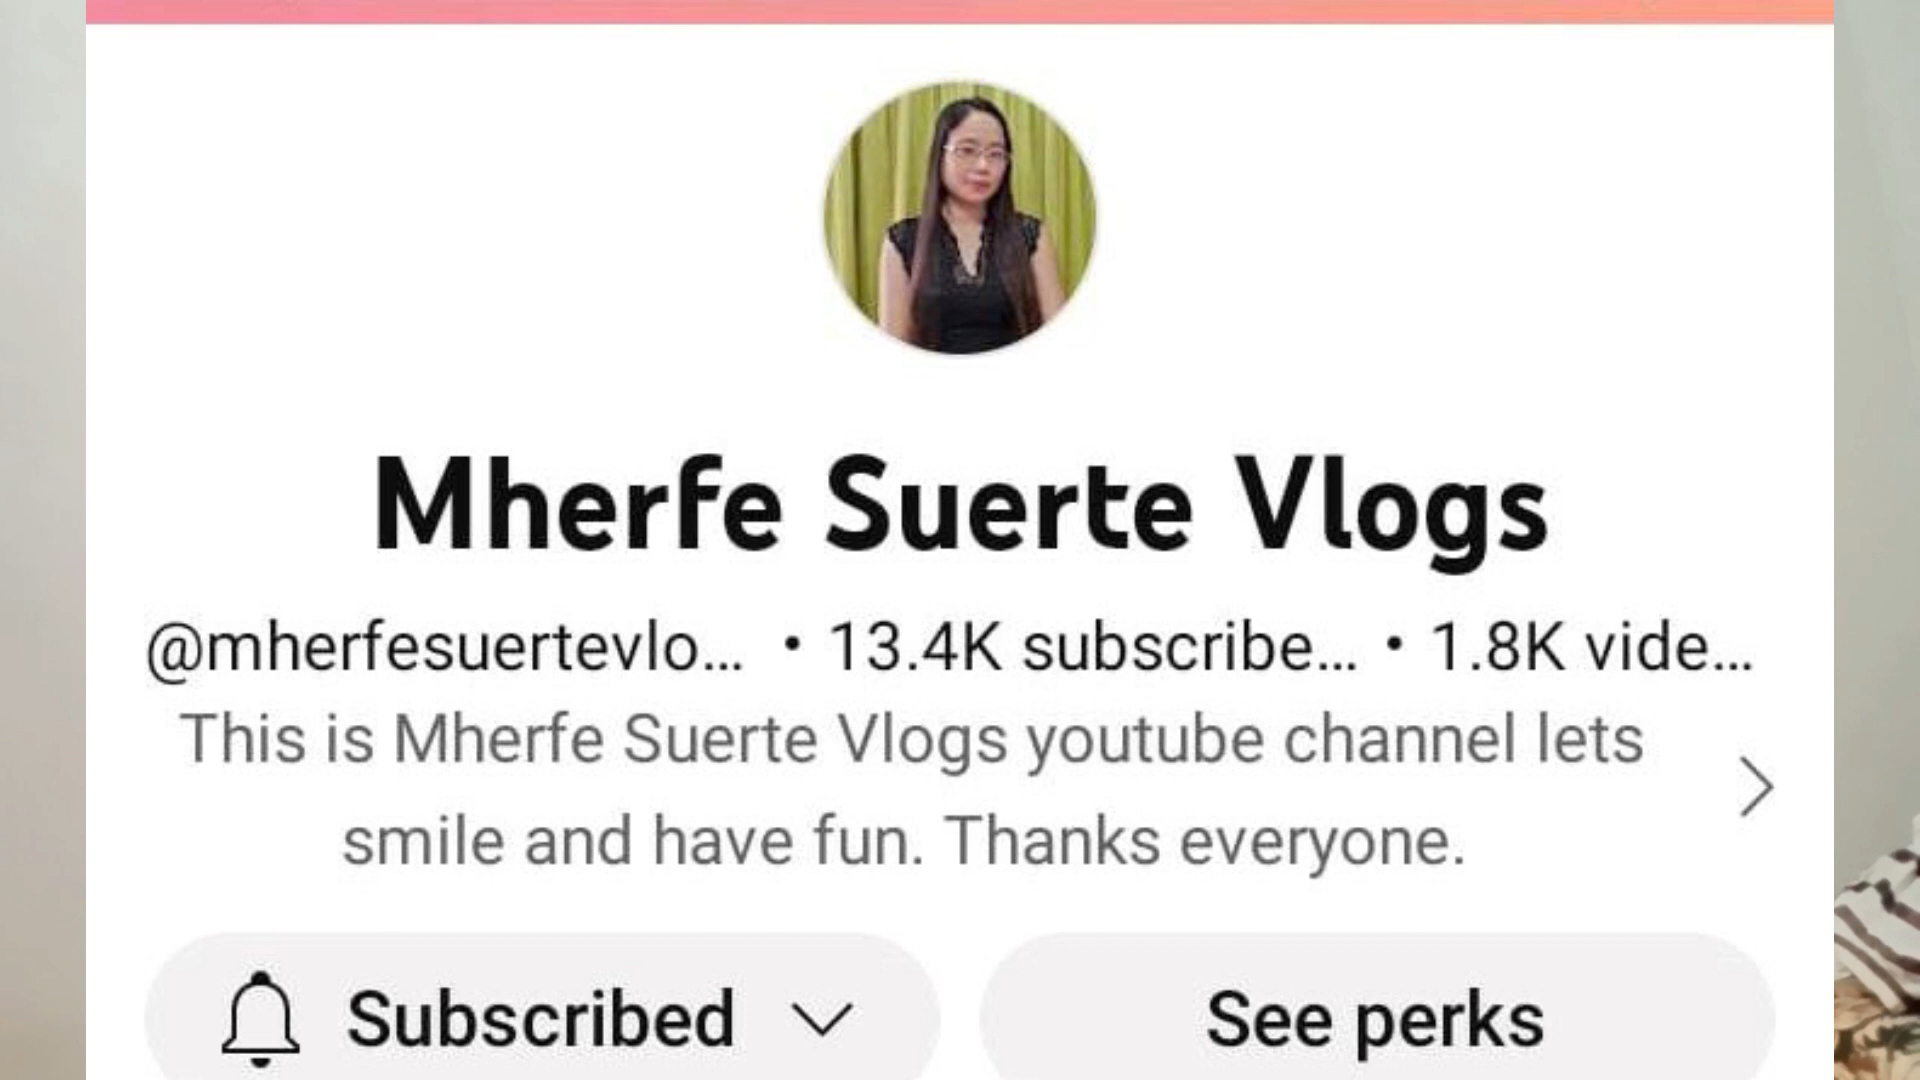 Mherfe Suerte Vlogs
@mherfesuertevlo... • 13.4K subscribe... • 1.8K vide...
This is Mherfe Suerte Vlogs youtube channel lets
smile and have fun. Thanks everyone.
Subscribed
See perks